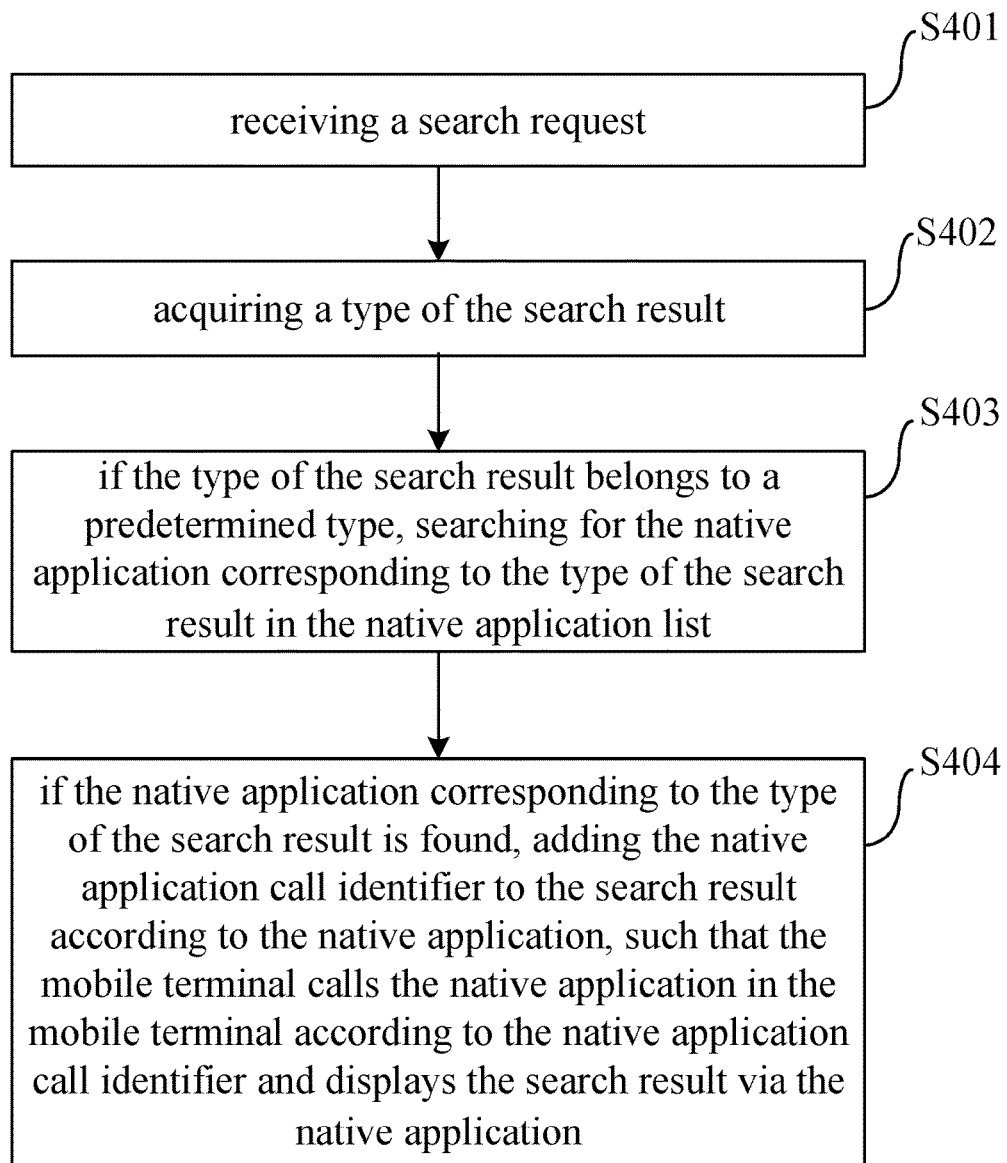 S401
receiving a search request
S402
acquiring a type of the search result
S403
if the type of the search result belongs to a
predetermined type, searching for the native
application corresponding to the type of the search
result in the native application list
S404
if the native application corresponding to the type
of the search result is found, adding the native
application call identifier to the search result
according to the native application, such that the
mobile terminal calls the native application in the
mobile terminal according to the native application
call identifier and displays the search result via the
native application